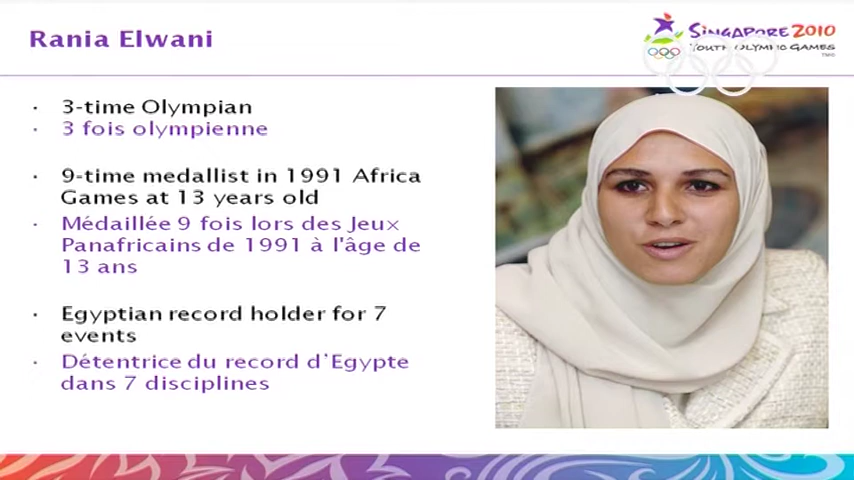 Rania Elwani
SINGAPORE 2010
YOUTH OLYMPIC GAMES
· 3-time Olympian
· 3 fois olympienne
· 9-time medallist in 1991 Africa
Games at 13 years old
· Médaillée 9 fois lors des Jeux
Panafricains de 1991 à l'âge de
13 ans
· Egyptian record holder for 7
events
· Détentrice du record d'Egypte
dans 7 disciplines